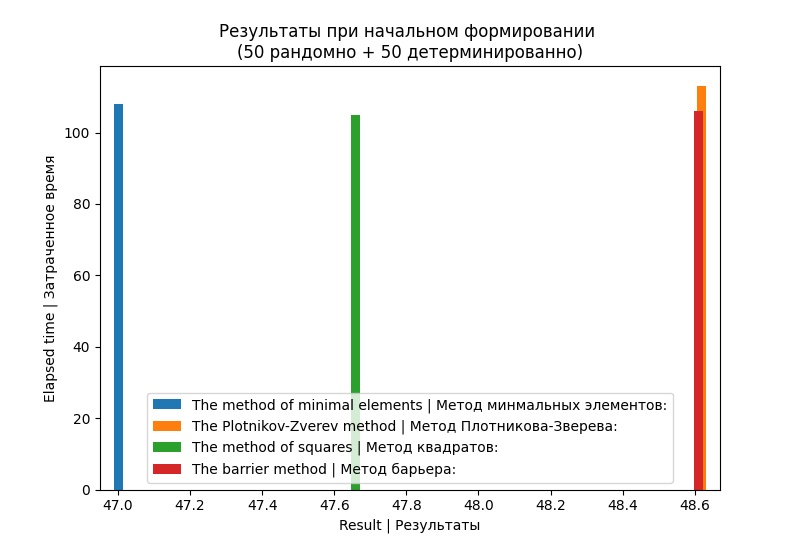 Результаты при начальном формировании
(50 рандомно + 50 детерминированно)
Elapsed time | Затраченное время
100
80
60
40
20
0
The method of minimal elements | Метод минмальных элементов:
The Plotnikov-Zverev method | Метод Плотникова-Зверева:
The method of squares | Метод квадратов:
The barrier method | Метод барьера:
47.0 47.2 47.4 47.6 47.8 48.0 48.2 48.4 48.6
Result | Результаты